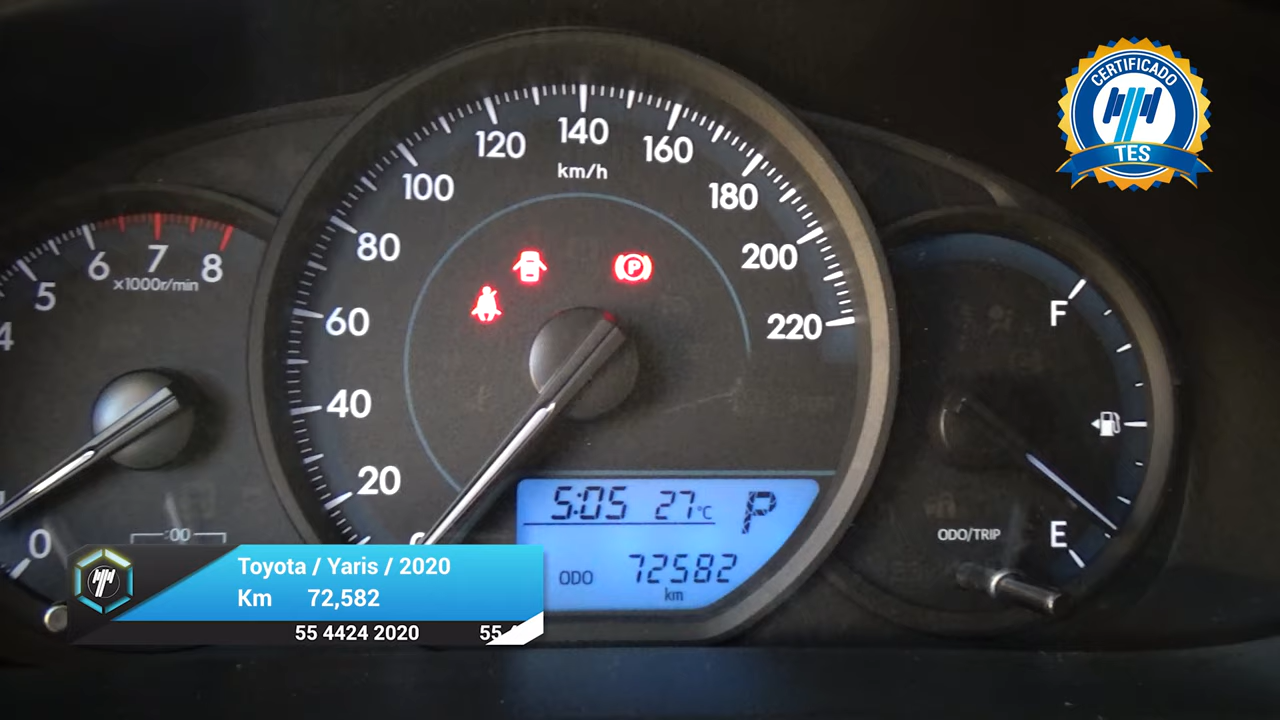 CERTIFICADO
TES
20
40
60
80
100
120
140
160
180
200
220
km/h
4
5
6
7
8
x1000r/min
0
:00
P
5:05 27°C P
ODO 72582
km
F
E
ODO/TRIP
Toyota / Yaris / 2020
Km 72,582
55 4424 2020